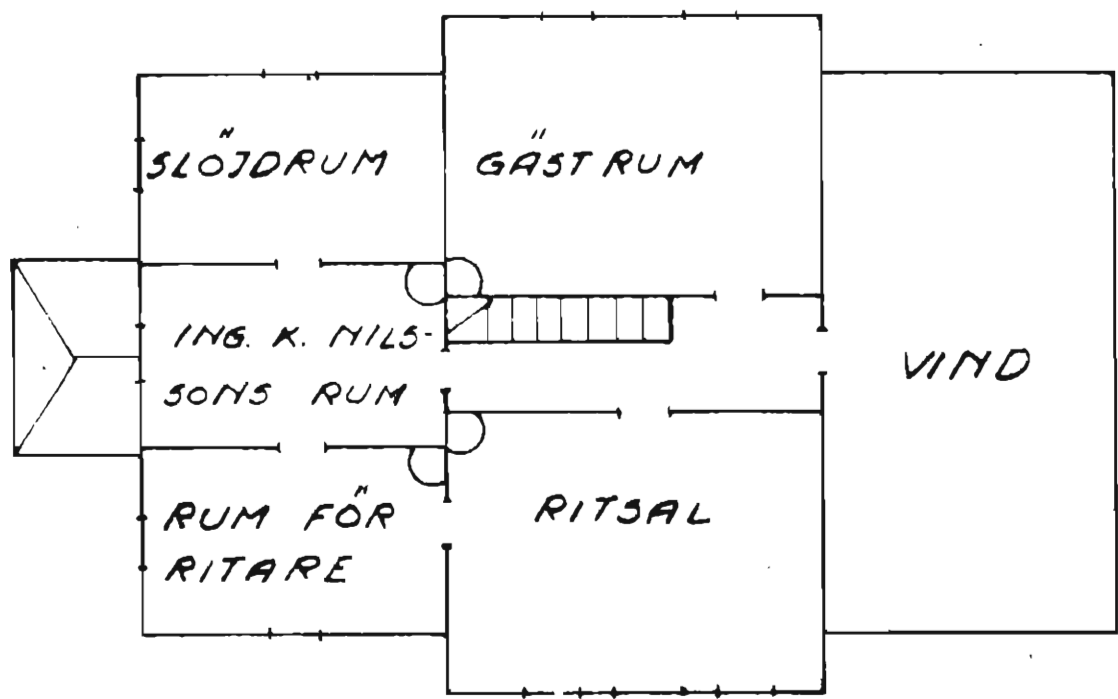 SLÖJDRUM
GÄSTRUM
ING. K. NILS-
SONS RUM
VIND
RUM FÖR
RITARE
RITSAL